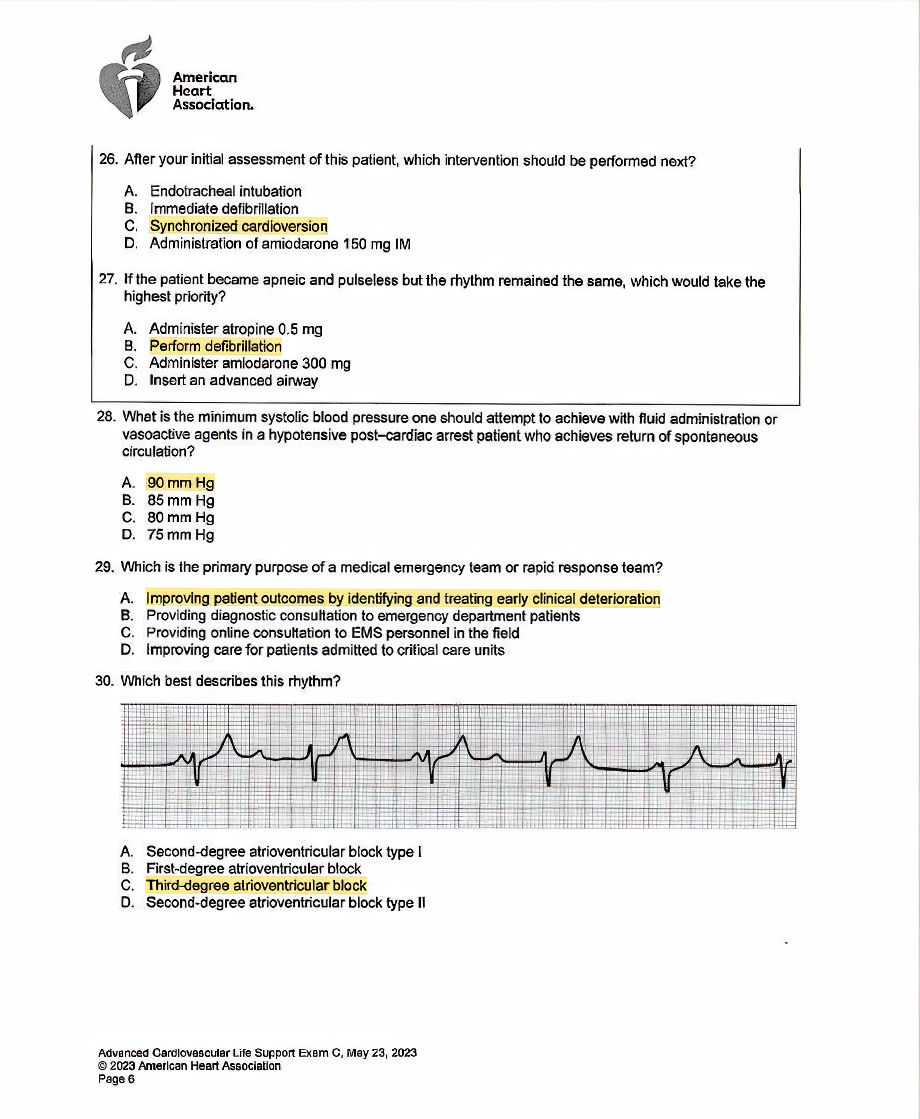 American
Heart
Association.
26. After your initial assessment of this patient, which intervention should be performed next?
A. Endotracheal intubation
B. Immediate defibrillation
C. Synchronized cardioversion
D. Administration of amiodarone 150 mg IM
27. If the patient became apneic and pulseless but the rhythm remained the same, which would take the
highest priority?
A. Administer atropine 0.5 mg
B. Perform defibrillation
C. Administer amiodarone 300 mg
D. Insert an advanced airway
28. What is the minimum systolic blood pressure one should attempt to achieve with fluid administration or
vasoactive agents in a hypotensive post–cardiac arrest patient who achieves return of spontaneous
circulation?
A. 90 mm Hg
B. 85 mm Hg
C. 80 mm Hg
D. 75 mm Hg
29. Which is the primary purpose of a medical emergency team or rapid response team?
A. Improving patient outcomes by identifying and treating early clinical deterioration
B. Providing diagnostic consultation to emergency department patients
C. Providing online consultation to EMS personnel in the field
D. Improving care for patients admitted to critical care units
30. Which best describes this rhythm?
A. Second-degree atrioventricular block type I
B. First-degree atrioventricular block
C. Third-degree atrioventricular block
D. Second-degree atrioventricular block type II
Advanced Cardiovascular Life Support Exam C, May 23, 2023
© 2023 American Heart Association
Page 6